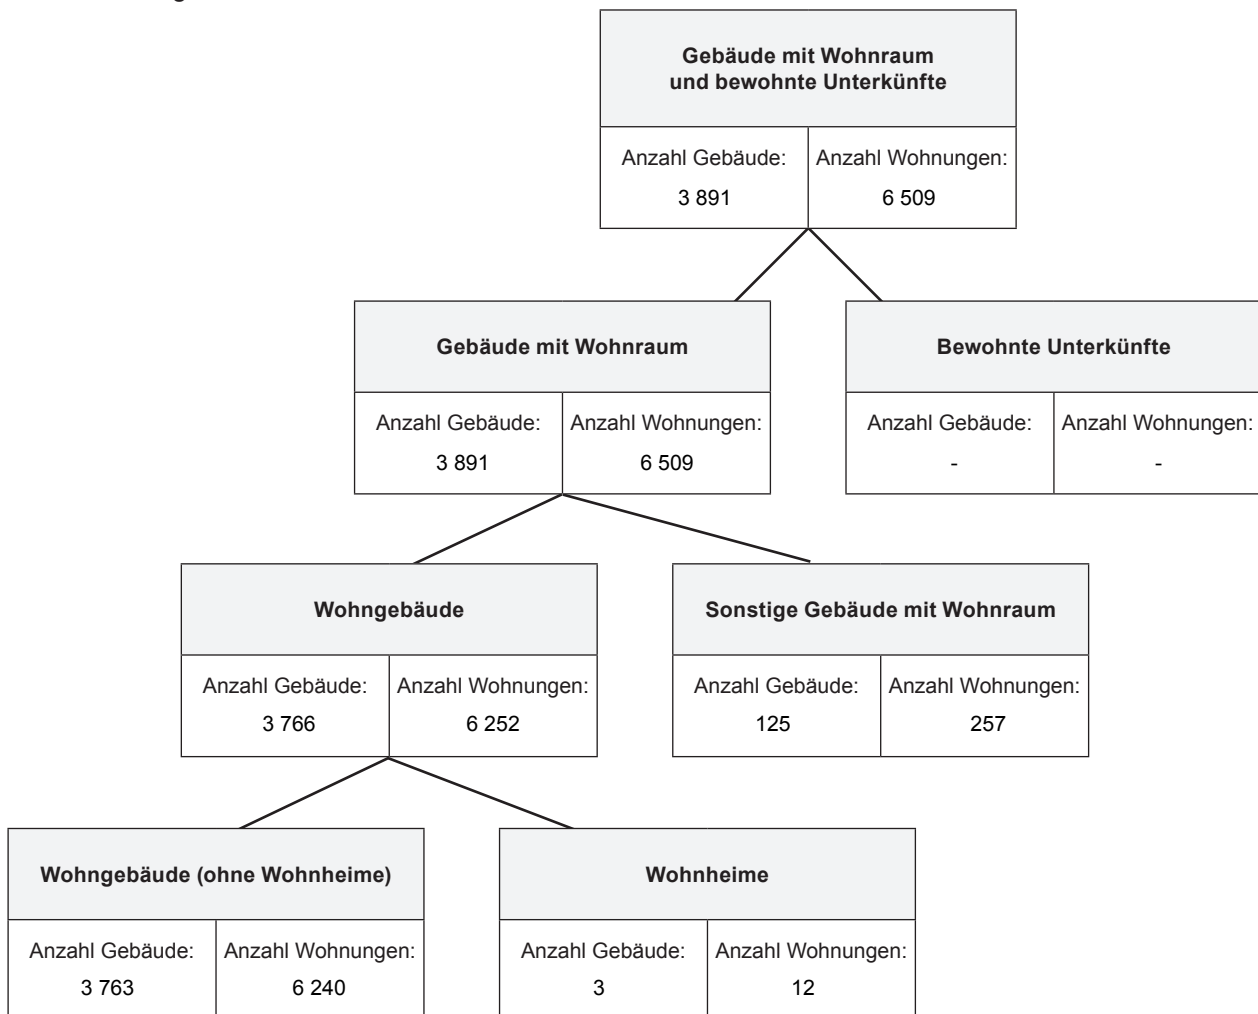 Gebäude mit Wohnraum
und bewohnte Unterkünfte
Anzahl Gebäude: Anzahl Wohnungen:
3 891 6 509
Gebäude mit Wohnraum Bewohnte Unterkünfte
Anzahl Gebäude: Anzahl Wohnungen: Anzahl Gebäude: Anzahl Wohnungen:
3 891 6 509 - -
Wohngebäude Sonstige Gebäude mit Wohnraum
Anzahl Gebäude: Anzahl Wohnungen: Anzahl Gebäude: Anzahl Wohnungen:
3 766 6 252 125 257
Wohngebäude (ohne Wohnheime) Wohnheime
Anzahl Gebäude: Anzahl Wohnungen: Anzahl Gebäude: Anzahl Wohnungen:
3 763 6 240 3 12